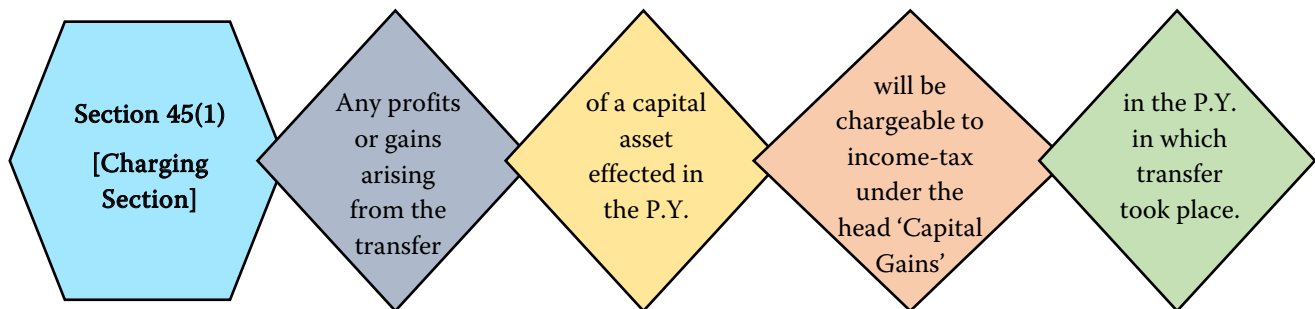 Section 45(1)
[Charging
Section]
Any profits
or gains
arising
from the
transfer
of a capital
asset
effected in
the P.Y.
will be
chargeable to
income-tax
under the
head ‘Capital
Gains’
in the P.Y.
in which
transfer
took place.